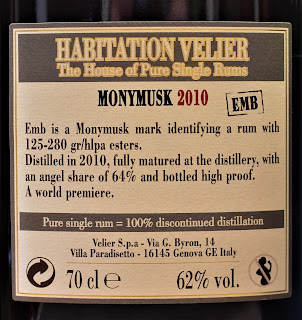 HABITATION VELIER
The House of Pure Single Rums
MONYMUSK 2010
EMB
Emb is a Monymusk mark identifying a rum with
125-280 gr/hlpa esters.
Distilled in 2010, fully matured at the distillery, with
an angel share of 64% and bottled high proof.
A world premiere.
Pure single rum = 100% discontinued distillation
Velier S.p.a - Via G. Byron, 14
Villa Paradisetto - 16145 Genova GE Italy
70 cl e 62% vol.